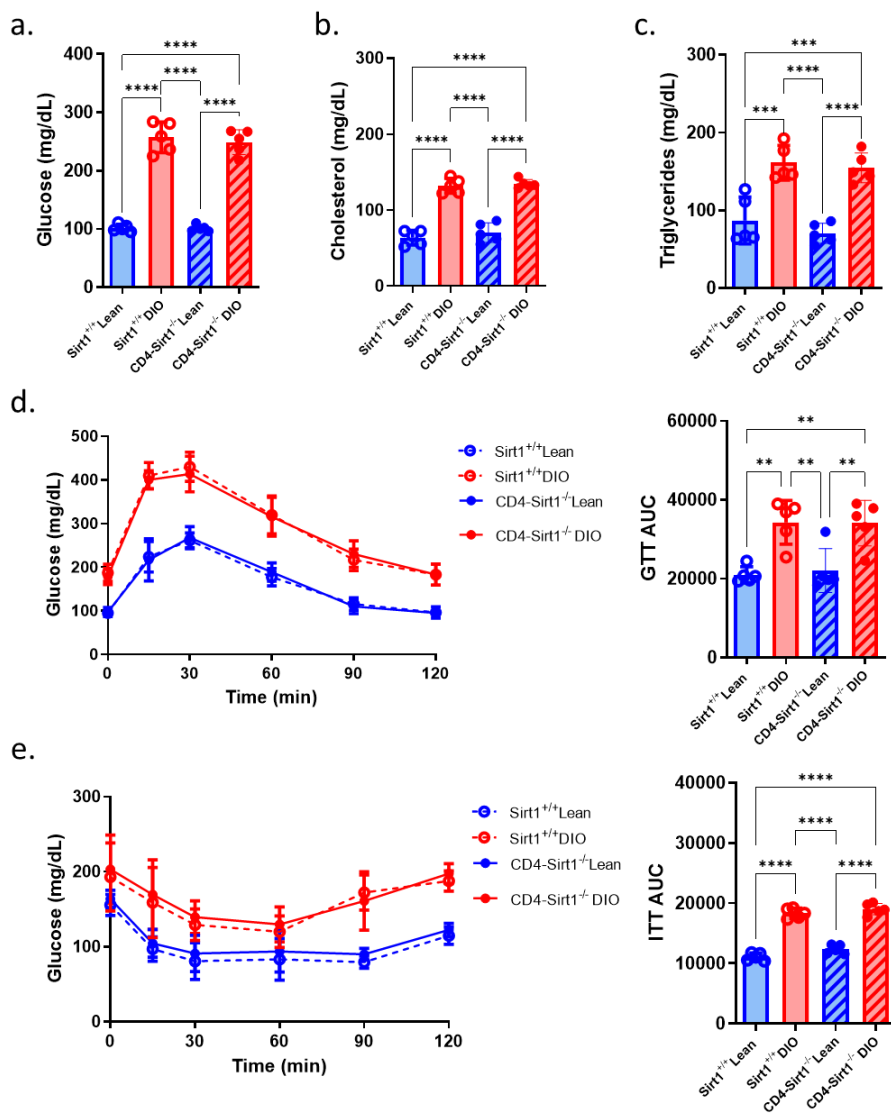 a.
Glucose (mg/dL)
400
300
200
100
0
****
**** ****
****
Sirt1+/+ Lean
Sirt1+/+ DIO
CD4-Sirt1-/- Lean
CD4-Sirt1-/- DIO
b.
Cholesterol (mg/dL)
300
200
100
0
****
****
**** ****
Sirt1+/+ Lean
Sirt1+/+ DIO
CD4-Sirt1-/- Lean
CD4-Sirt1-/- DIO
c.
Triglycerides (mg/dL)
300
200
100
0
***
****
*** ****
Sirt1+/+ Lean
Sirt1+/+ DIO
CD4-Sirt1-/- Lean
CD4-Sirt1-/- DIO
d.
Glucose (mg/dL)
500
400
300
200
100
0
0 30 60 90 120
Time (min)
Sirt1+/+Lean
Sirt1+/+DIO
CD4-Sirt1-/-Lean
CD4-Sirt1-/- DIO
GTT AUC
60000
40000
20000
0
**
** ** **
Sirt1+/+ Lean
Sirt1+/+ DIO
CD4-Sirt1-/- Lean
CD4-Sirt1-/- DIO
e.
Glucose (mg/dL)
300
200
100
0
0 30 60 90 120
Time (min)
Sirt1+/+Lean
Sirt1+/+DIO
CD4-Sirt1-/-Lean
CD4-Sirt1-/- DIO
ITT AUC
40000
30000
20000
10000
0
****
****
**** ****
Sirt1+/+ Lean
Sirt1+/+ DIO
CD4-Sirt1-/- Lean
CD4-Sirt1-/- DIO